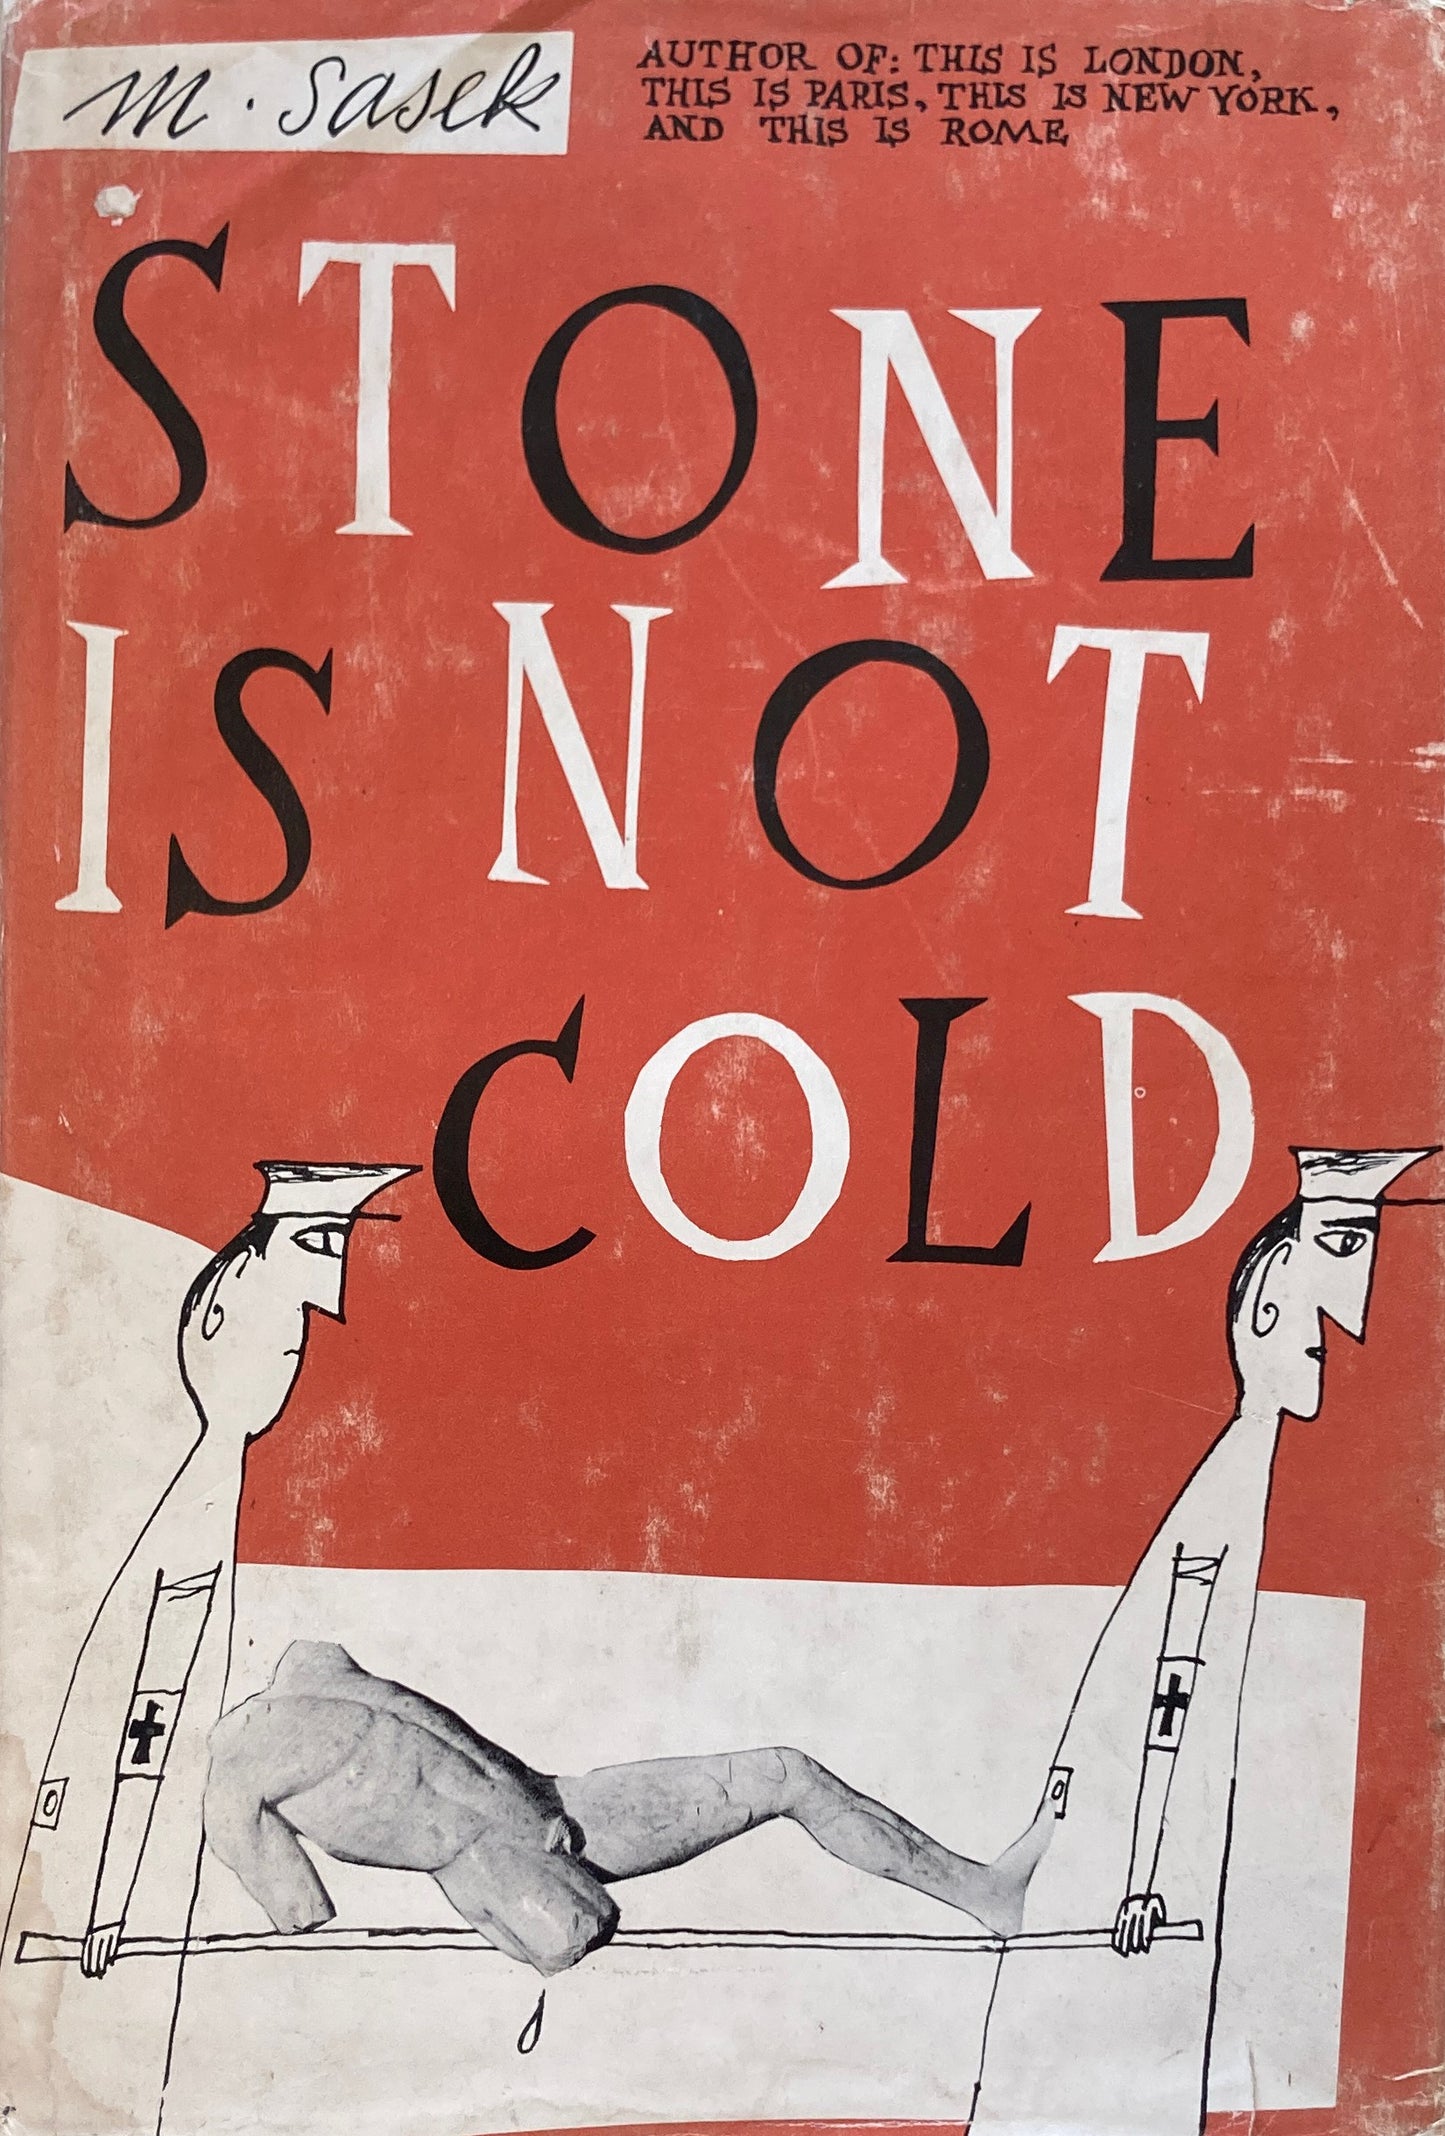 m. sasek
AUTHOR OF: THIS IS LONDON,
THIS IS PARIS, THIS IS NEW YORK,
AND THIS IS ROME
STONE
IS NOT
COLD